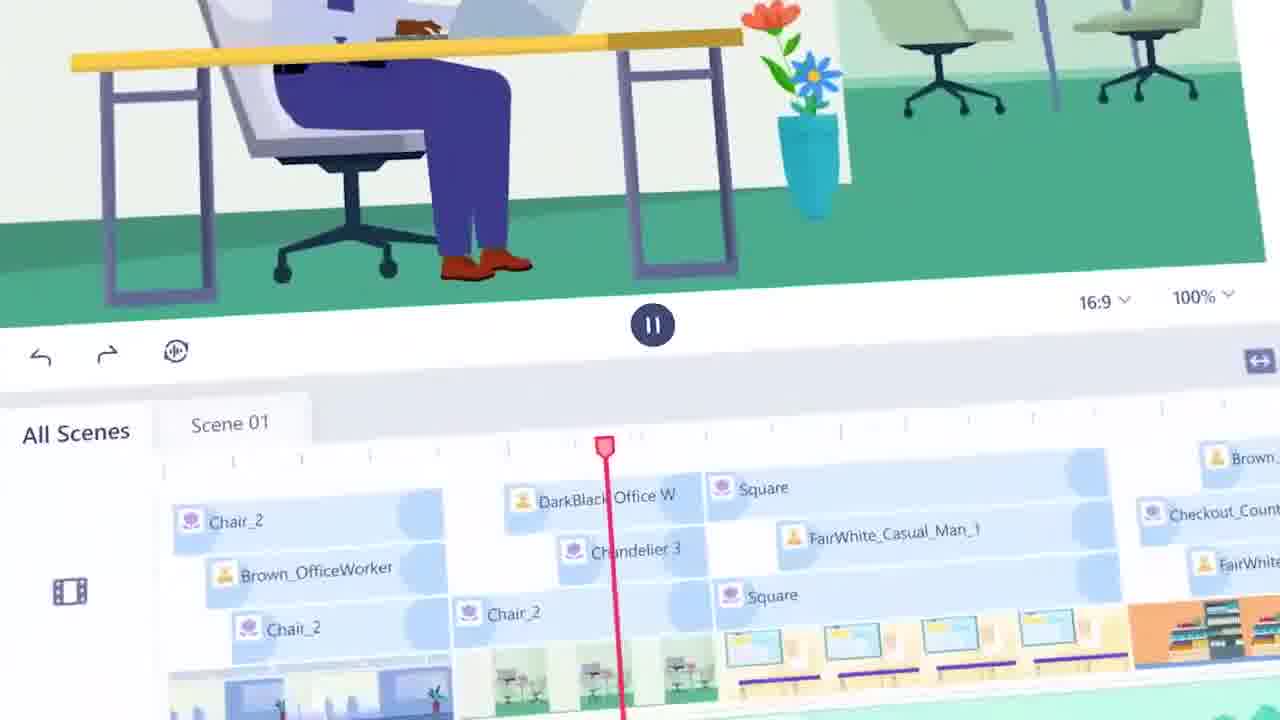 16:9
100%
All Scenes
Scene 01
Chair_2
DarkBlack Office W
Square
Brown_
Brown_OfficeWorker
Chandelier 3
FairWhite_Casual_Man_1
Checkout_Count
Chair_2
Chair_2
Square
FairWhite